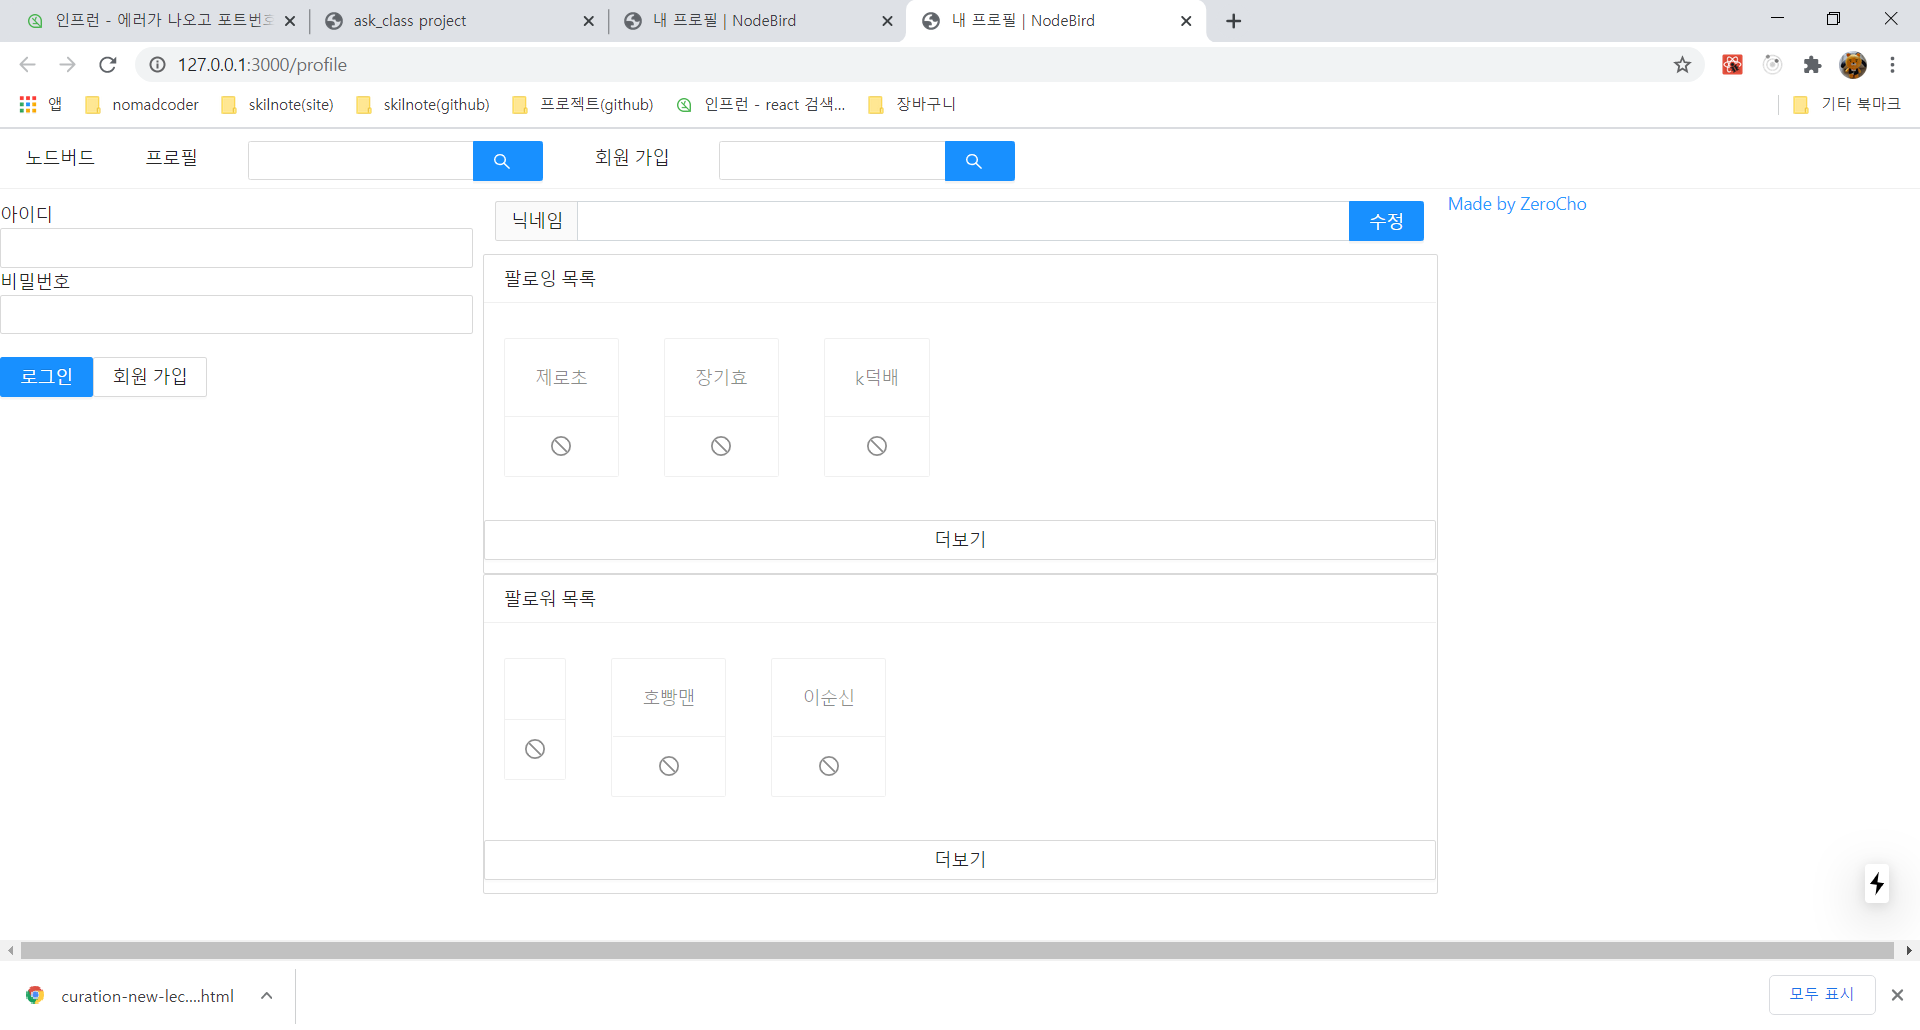 인프런 - 에러가 나오고 포트번호
ask_class project
내 프로필 | NodeBird
내 프로필 | NodeBird
127.0.0.1:3000/profile
앱
nomadcoder
skilnote(site)
skilnote(github)
프로젝트(github)
인프런 - react 검색...
장바구니
기타 북마크
노드버드
프로필
회원 가입
아이디
비밀번호
로그인
회원 가입
닉네임
수정
Made by ZeroCho
팔로잉 목록
제로초
장기효
k덕배
더보기
팔로워 목록
호빵맨
이순신
더보기
curation-new-lec....html
모두 표시